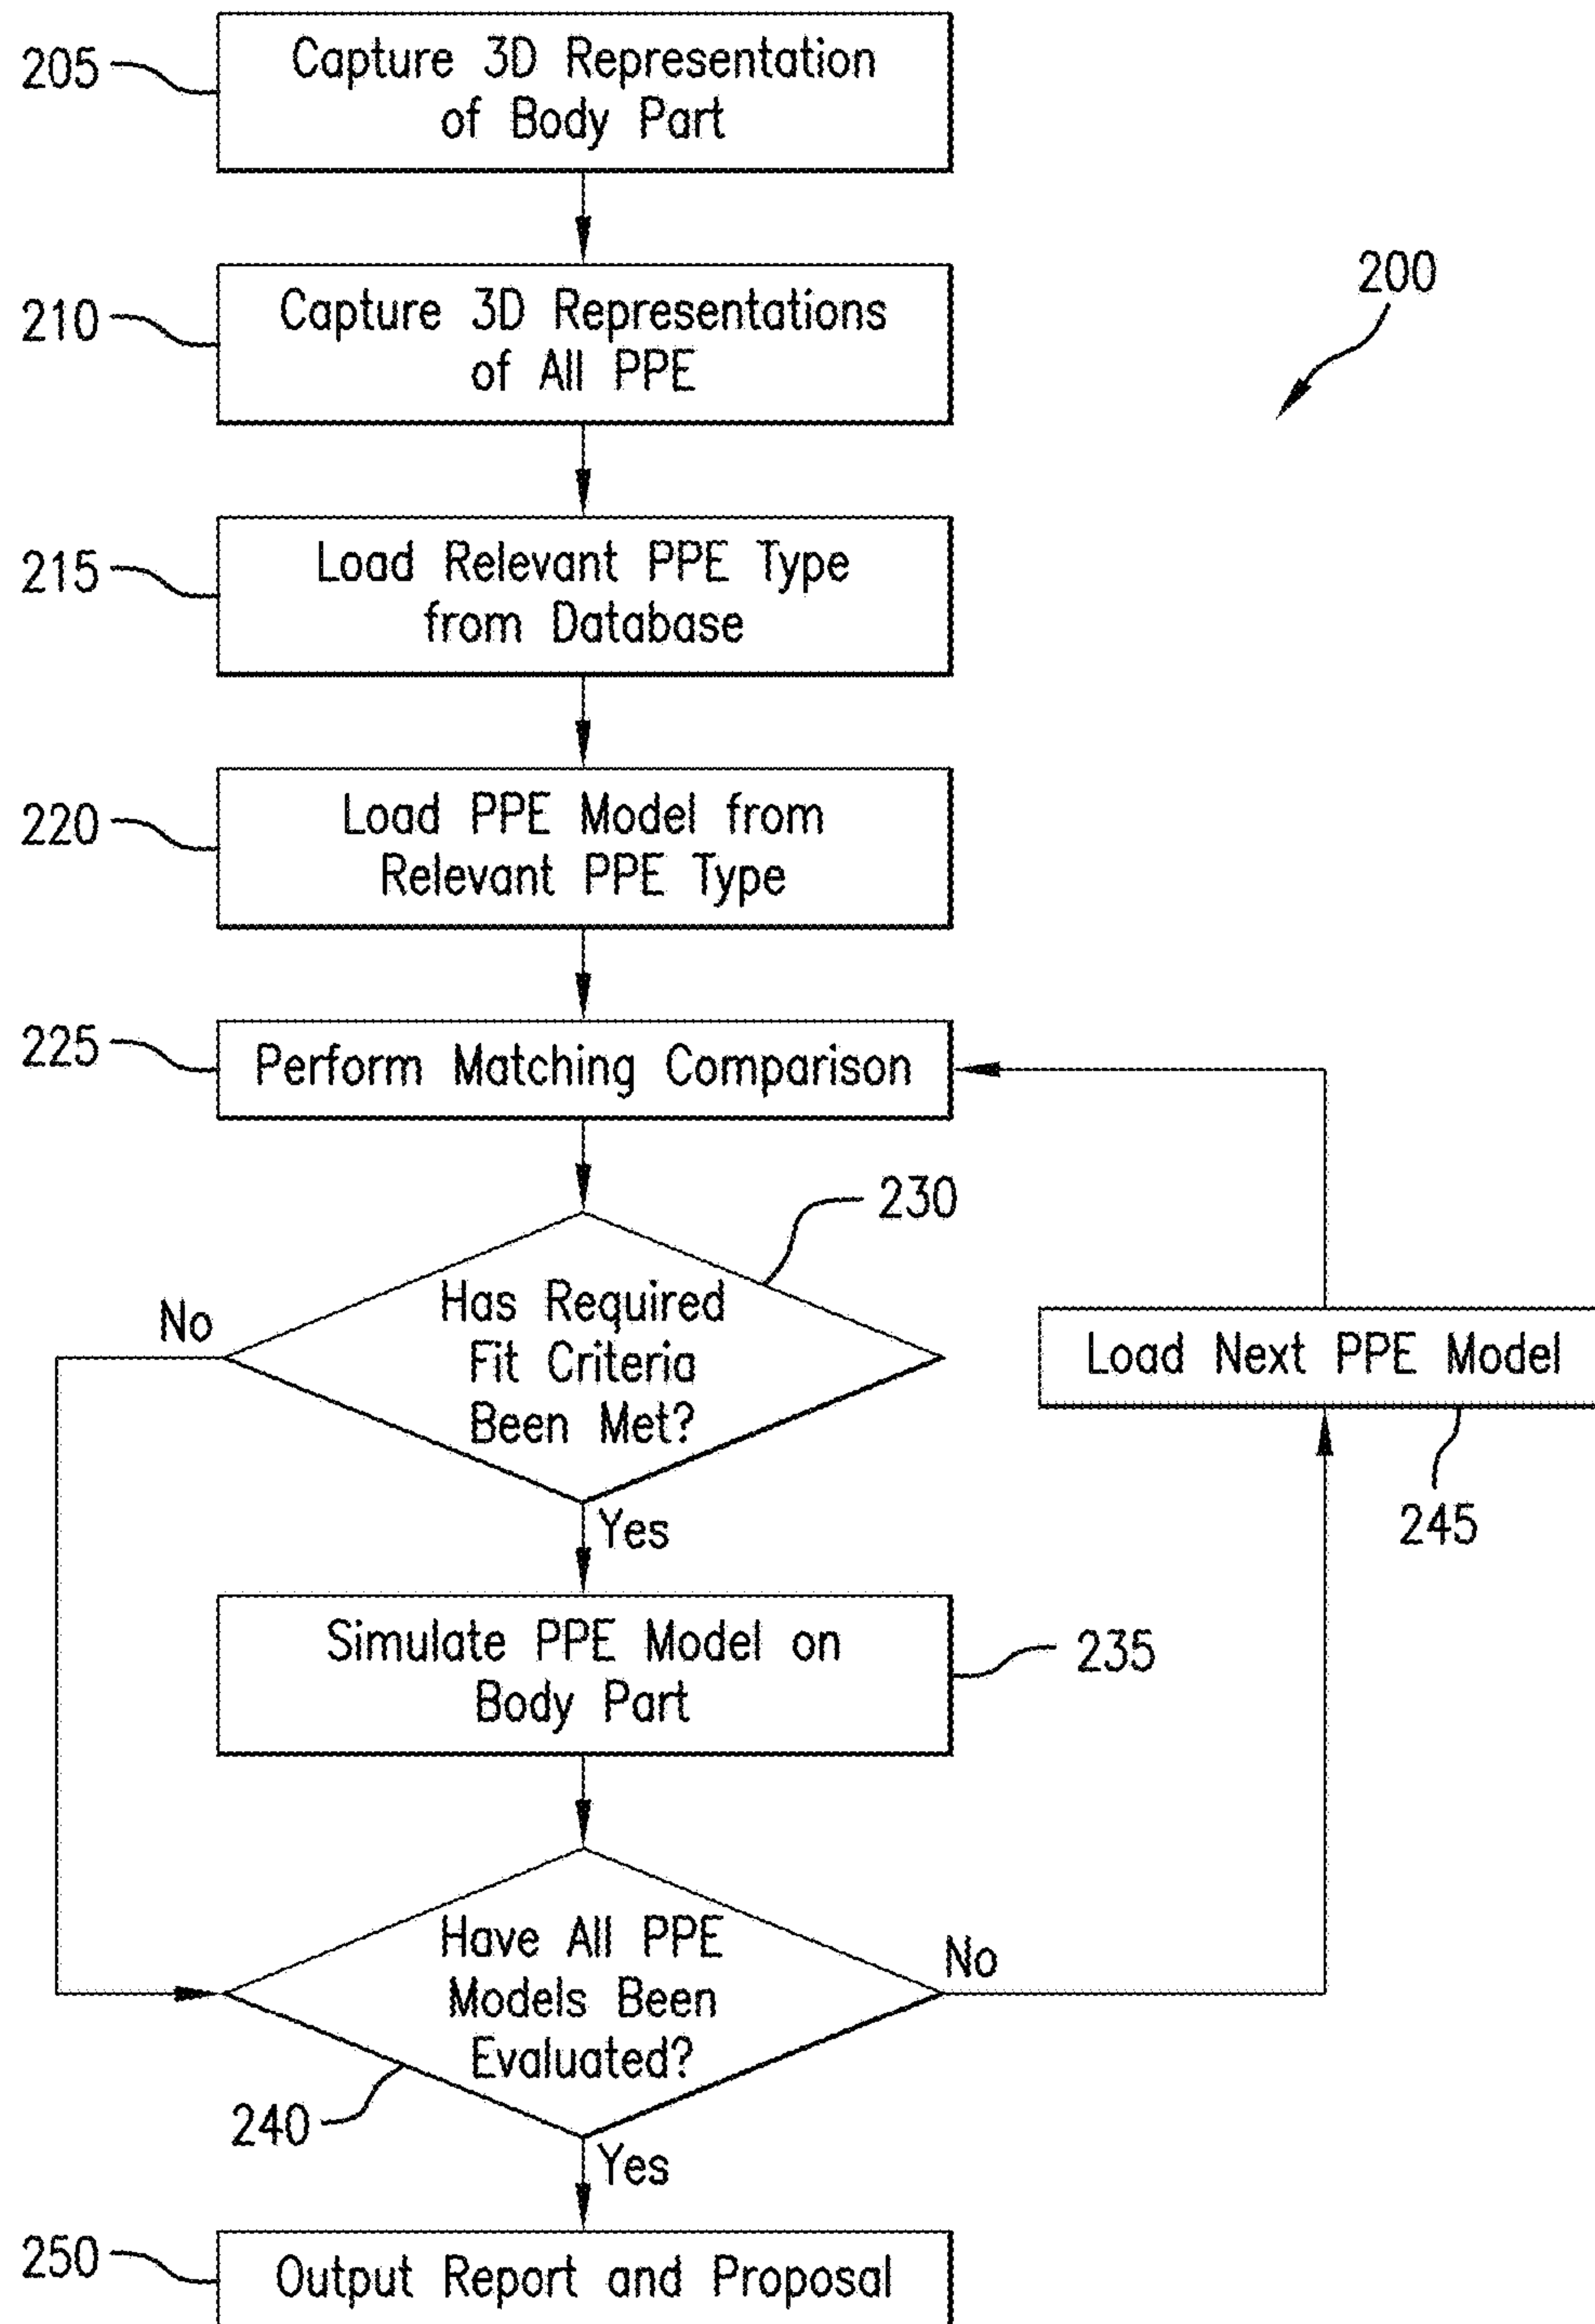 205
Capture 3D Representation
of Body Part
200
210
Capture 3D Representations
of All PPE
215
Load Relevant PPE Type
from Database
220
Load PPE Model from
Relevant PPE Type
225
Perform Matching Comparison
230
No
Has Required
Fit Criteria
Been Met?
Load Next PPE Model
245
Yes
Simulate PPE Model on
Body Part
235
Have All PPE
Models Been
Evaluated?
No
240
Yes
250
Output Report and Proposal